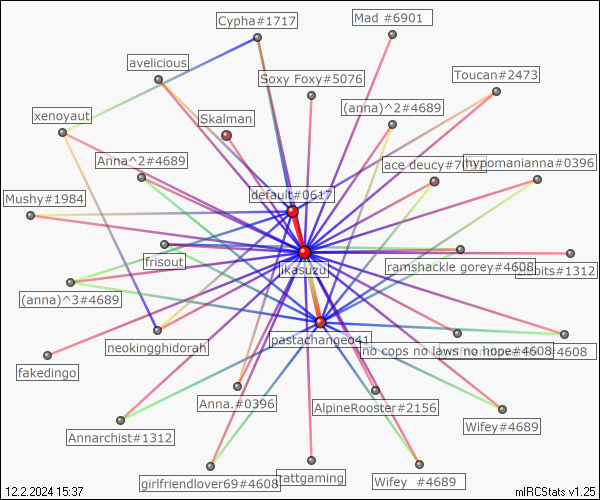 Cypha#1717
Mad #6901
avelicious
Soxy Foxy#5076
Toucan#2473
(anna)^2#4689
xenoyaut
Skalman
Anna^2#4689
ace deucy#7
hypomanianna#0396
default#0617
Mushy#1984
frisout
ikasuzu
ramshackle gorey#4608
bits#1312
(anna)^3#4689
neokingghidorah
pastachangeo41
no cops no laws no hope#4608
4608
fakedingo
Anna.#0396
AlpineRooster#2156
Annarchist#1312
Wifey#4689
girlfriendlover69#4608
rattgaming
Wifey #4689
12.2.2024 15:37
mIRCStats v1.25